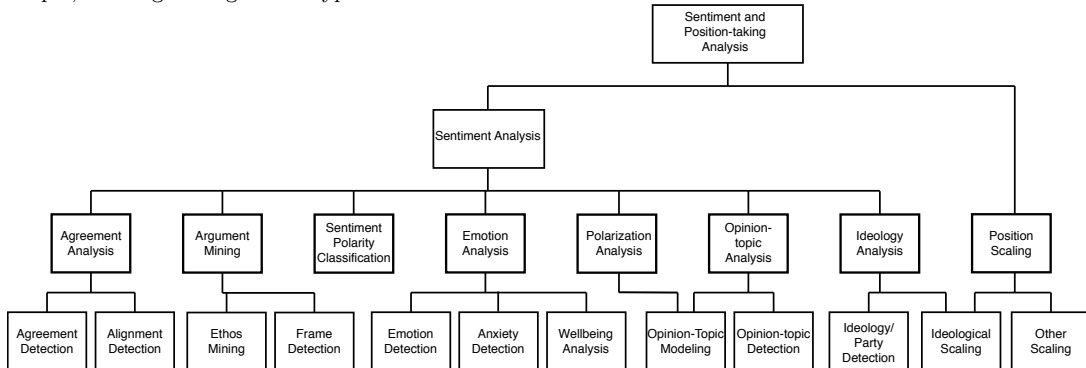 Sentiment and
Position-taking
Analysis
Sentiment Analysis
Agreement
Analysis
Argument
Mining
Sentiment
Polarity
Classification
Emotion
Analysis
Polarization
Analysis
Opinion-
topic
Analysis
Ideology
Analysis
Position
Scaling
Agreement
Detection
Alignment
Detection
Ethos
Mining
Frame
Detection
Emotion
Detection
Anxiety
Detection
Wellbeing
Analysis
Opinion-Topic
Modeling
Opinion-topic
Detection
Ideology/
Party
Detection
Ideological
Scaling
Other
Scaling